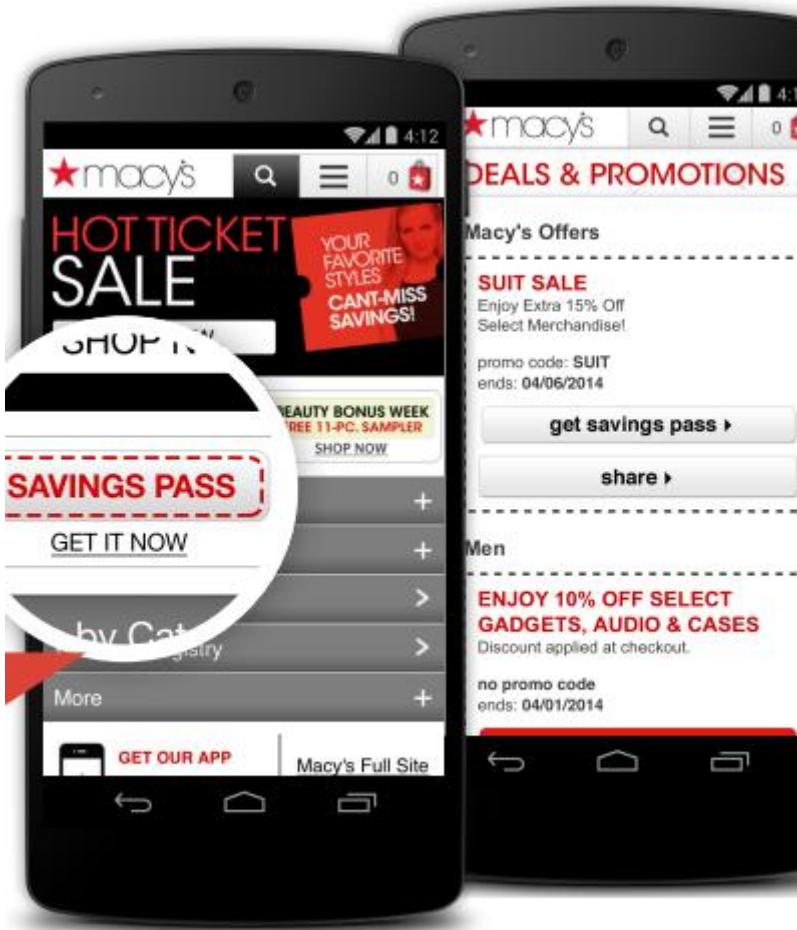 4:12
macy's
0
HOT TICKET
SALE
YOUR
FAVORITE
STYLES
CANT-MISS
SAVINGS!
SHOP
BEAUTY BONUS WEEK
FREE 11-PC. SAMPLER
SHOP NOW
SAVINGS PASS
GET IT NOW
by
More
GET OUR APP
Macy's Full Site
macy's
0
DEALS & PROMOTIONS
Macy's Offers
SUIT SALE
Enjoy Extra 15% Off
Select Merchandise!
promo code: SUIT
ends: 04/06/2014
get savings pass
share
Men
ENJOY 10% OFF SELECT
GADGETS, AUDIO & CASES
Discount applied at checkout.
no promo code
ends: 04/01/2014